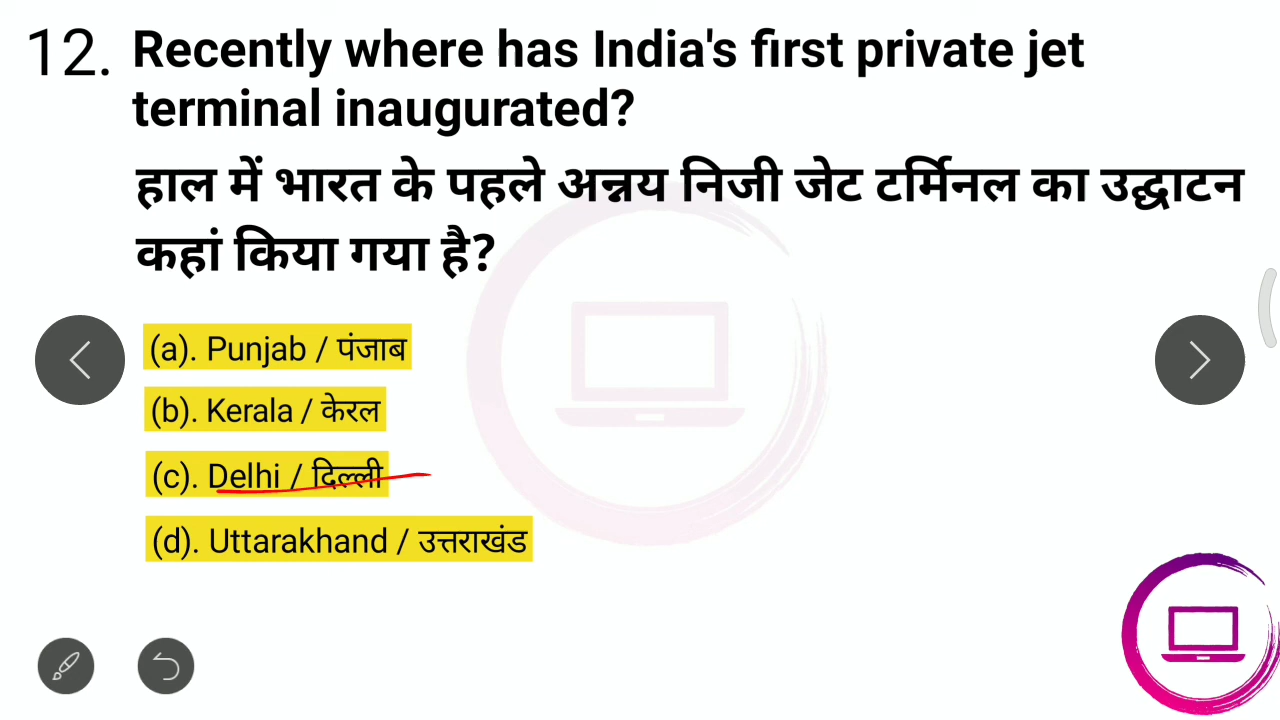 12. Recently where has India's first private jet
terminal inaugurated?
हाल में भारत के पहले अन्नय निजी जेट टर्मिनल का उद्घाटन
कहां किया गया है?
(a). Punjab / पंजाब
(b). Kerala / केरल
(c). Delhi / दिल्ली
(d). Uttarakhand / उत्तराखंड